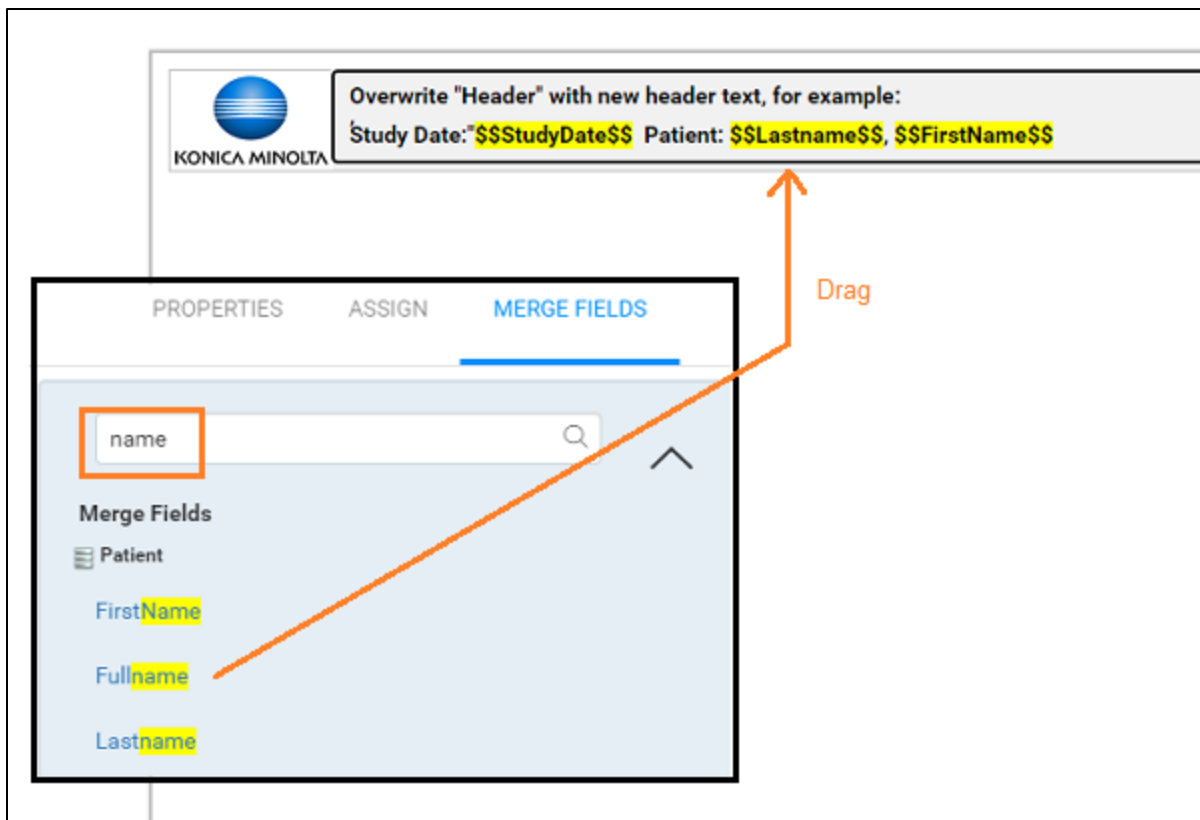 KONICA MINOLTA
Overwrite "Header" with new header text, for example:
Study Date:"$$StudyDate$$ Patient: $$Lastname$$, $$FirstName$$
Drag
PROPERTIES ASSIGN MERGE FIELDS
name
Merge Fields
Patient
FirstName
Fullname
Lastname